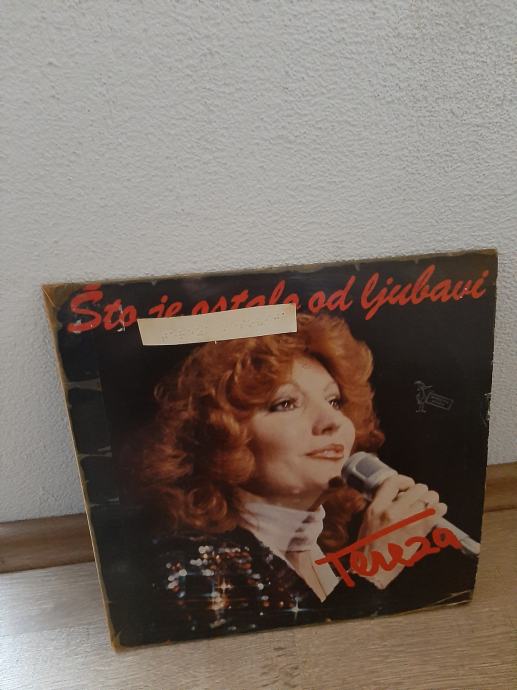 Što je ostalo od ljubavi
Tereza